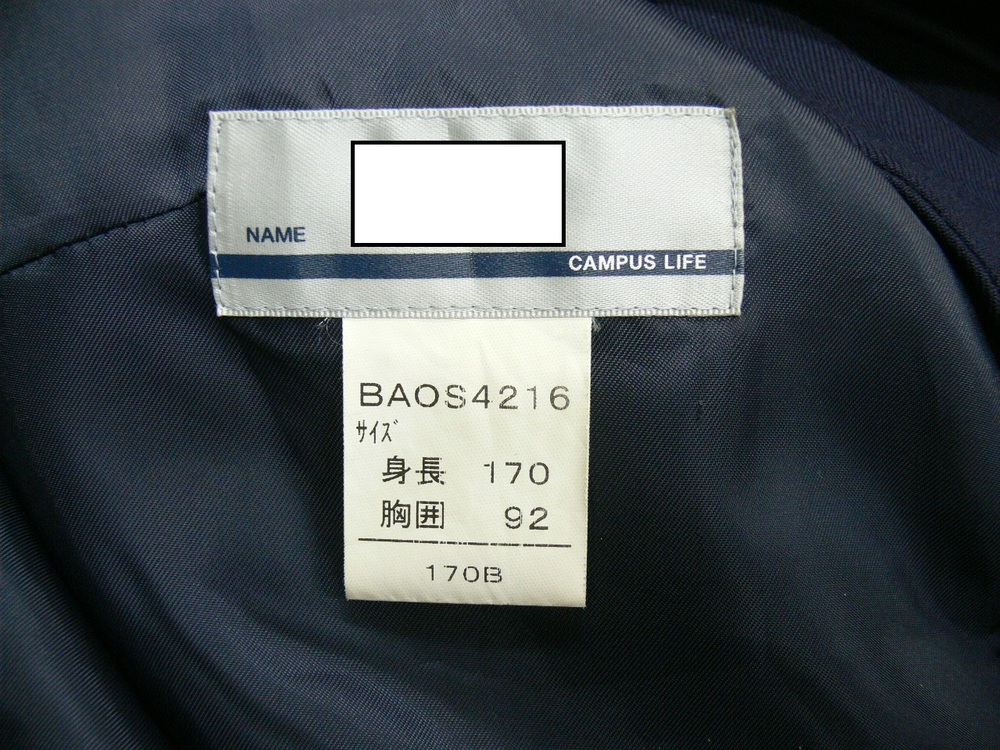 NAME
CAMPUS LIFE
BAOS4216
ｻｲｽﾞ
身長 170
胸囲 92
170B